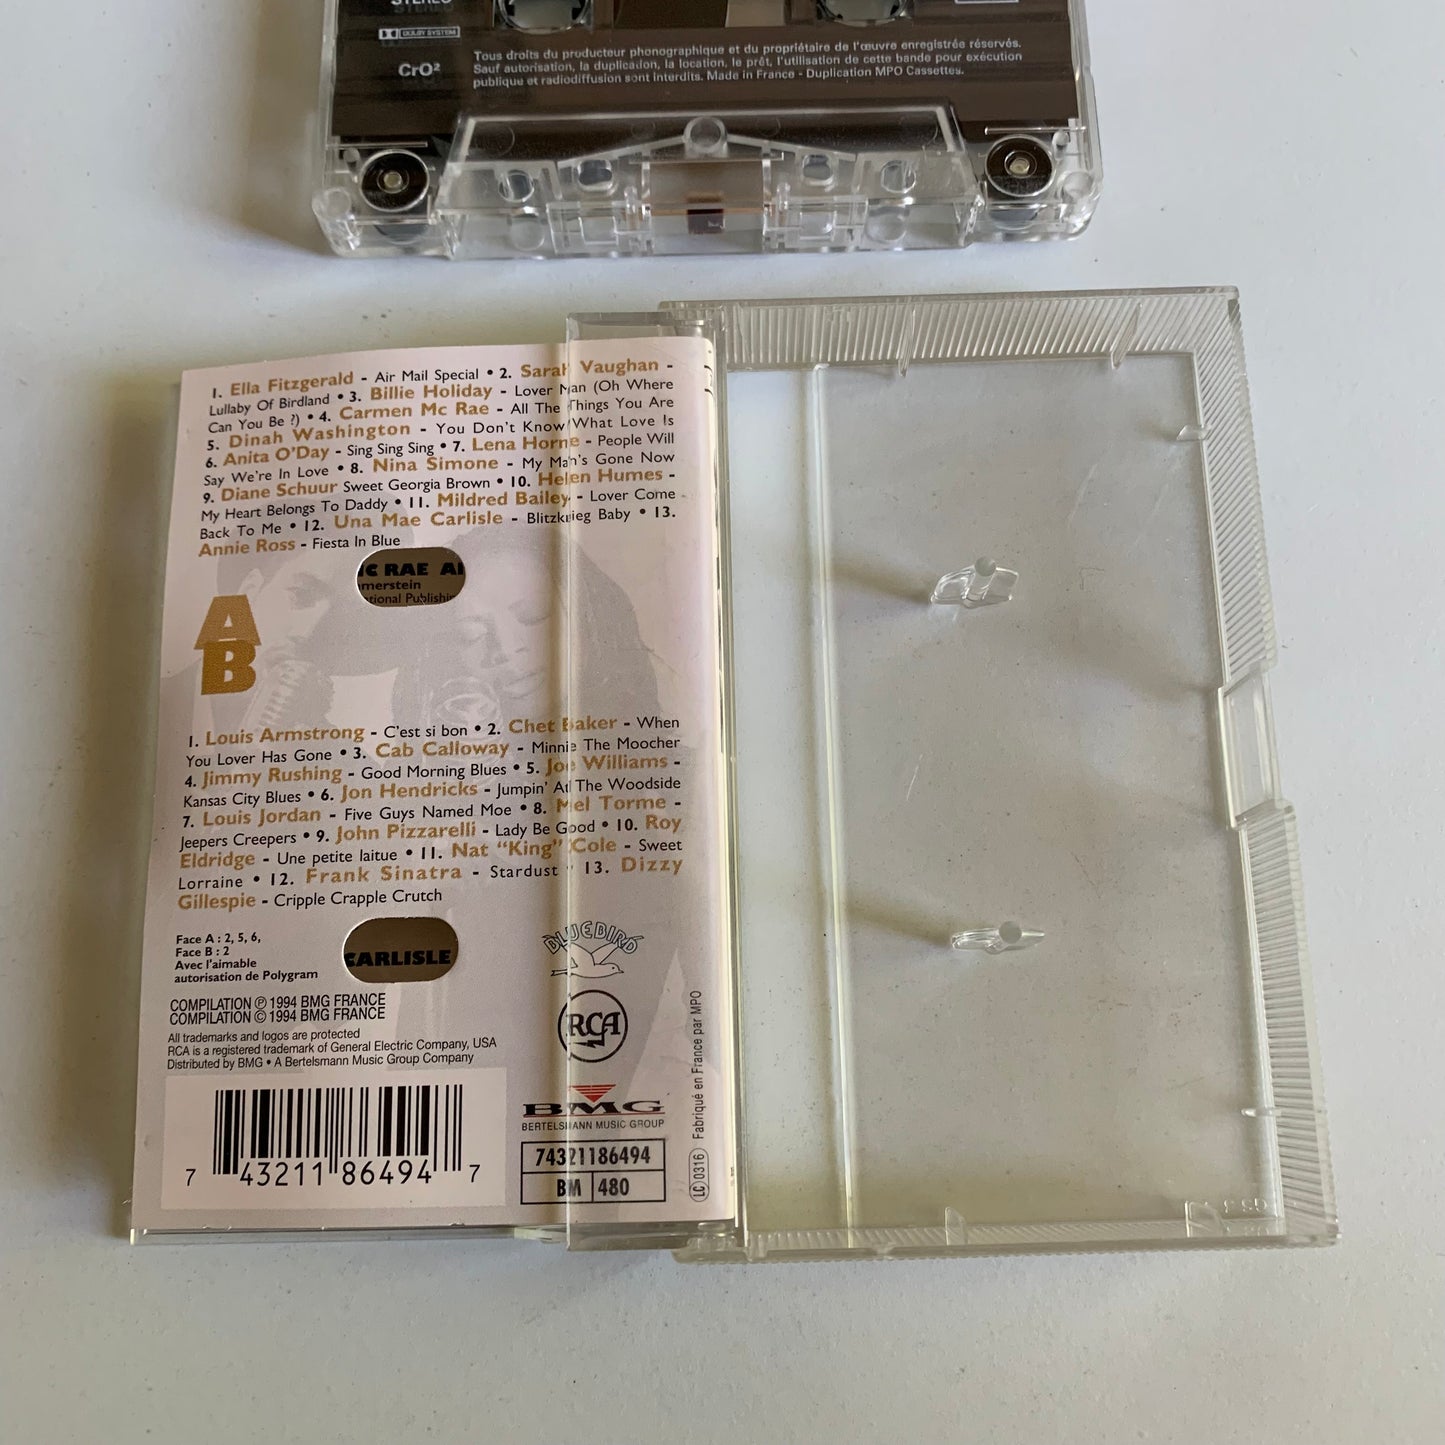 STEREO
DOLBY SYSTEM
CrO²
Tous droits du producteur phonographique et du propriétaire de l'œuvre enregistrée réservés.
Sauf autorisation, la duplication, la location, le prêt, l'utilisation de cette bande pour exécution
publique et radiodiffusion sont interdits. Made in France - Duplication MPO Cassettes.
1. Ella Fitzgerald - Air Mail Special • 2. Sarah Vaughan -
Lullaby Of Birdland • 3. Billie Holiday - Lover Man (Oh Where
Can You Be ?) • 4. Carmen Mc Rae - All The Things You Are
5. Dinah Washington - You Don't Know What Love Is
6. Anita O'Day - Sing Sing Sing • 7. Lena Horne - People Will
Say We're In Love • 8. Nina Simone - My Man's Gone Now
9. Diane Schuur Sweet Georgia Brown • 10. Helen Humes -
My Heart Belongs To Daddy • 11. Mildred Bailey - Lover Come
Back To Me • 12. Una Mae Carlisle - Blitzkrieg Baby • 13.
Annie Ross - Fiesta In Blue
C RAE
merstein
tional Publishin
A
B
1. Louis Armstrong - C'est si bon • 2. Chet Baker - When
You Lover Has Gone • 3. Cab Calloway - Minnie The Moocher
4. Jimmy Rushing - Good Morning Blues • 5. Joe Williams -
Kansas City Blues • 6. Jon Hendricks - Jumpin' At The Woodside
7. Louis Jordan - Five Guys Named Moe • 8. Mel Torme -
Jeepers Creepers • 9. John Pizzarelli - Lady Be Good • 10. Roy
Eldridge - Une petite laitue • 11. Nat "King" Cole - Sweet
Lorraine • 12. Frank Sinatra - Stardust • 13. Dizzy
Gillespie - Cripple Crapple Crutch
Face A : 2, 5, 6,
Face B : 2
Avec l'aimable
autorisation de Polygram
CARLISLE
COMPILATION ℗ 1994 BMG FRANCE
COMPILATION © 1994 BMG FRANCE
All trademarks and logos are protected
RCA is a registered trademark of General Electric Company, USA
Distributed by BMG • A Bertelsmann Music Group Company
BLUEBIRD
RCA
BMG
BERTELSMANN MUSIC GROUP
74321186494
BM 480
7 43211 86494 7
LC 0316 Fabriqué en France par MPO